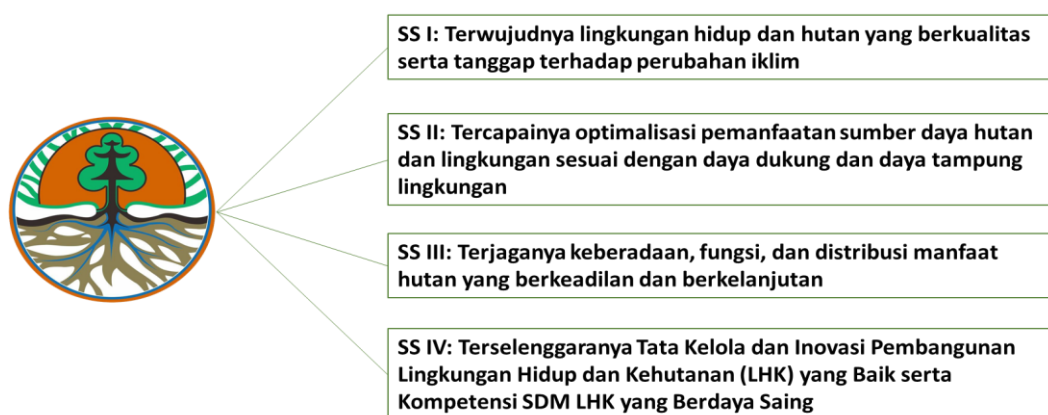 SS I: Terwujudnya lingkungan hidup dan hutan yang berkualitas
serta tanggap terhadap perubahan iklim
SS II: Tercapainya optimalisasi pemanfaatan sumber daya hutan
dan lingkungan sesuai dengan daya dukung dan daya tampung
lingkungan
SS III: Terjaganya keberadaan, fungsi, dan distribusi manfaat
hutan yang berkeadilan dan berkelanjutan
SS IV: Terselenggaranya Tata Kelola dan Inovasi Pembangunan
Lingkungan Hidup dan Kehutanan (LHK) yang Baik serta
Kompetensi SDM LHK yang Berdaya Saing